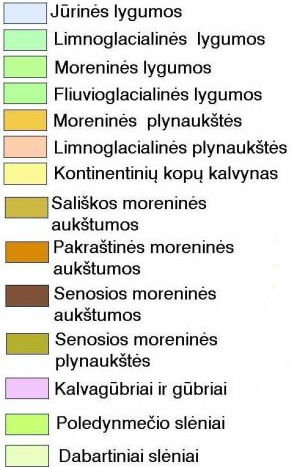 Jūrinės lygumos
Limnoglacialinės lygumos
Moreninės lygumos
Fliuvioglacialinės lygumos
Moreninės plynaukštės
Limnoglacialinės plynaukštės
Kontinentinių kopų kalvynas
Sališkos moreninės
aukštumos
Pakraštinės moreninės
aukštumos
Senosios moreninės
aukštumos
Senosios moreninės
plynaukštės
Kalvagūbriai ir gūbriai
Poledynmečio slėniai
Dabartiniai slėniai